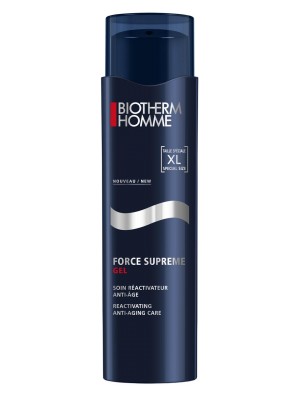 BIOTHERM
HOMME
TAILLE SPÉCIALE
XL
SPECIAL SIZE
NOUVEAU / NEW
FORCE SUPREME
GEL
SOIN RÉACTIVATEUR
ANTI-ÂGE
REACTIVATING
ANTI-AGING CARE